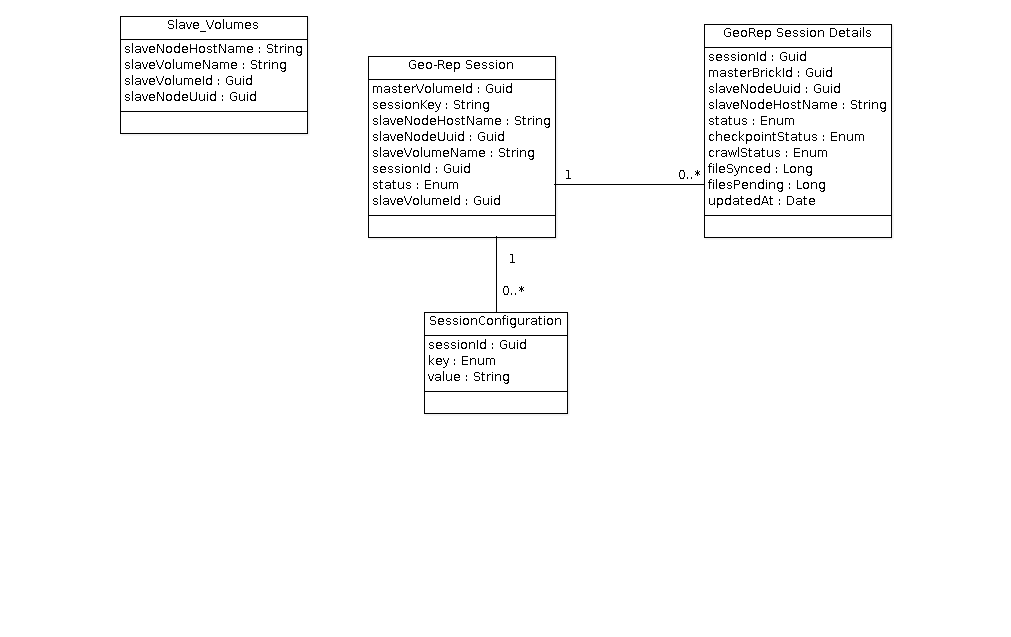 Slave_Volumes
slaveNodeHostName : String
slaveVolumeName : String
slaveVolumeId : Guid
slaveNodeUuid : Guid
Geo-Rep Session
masterVolumeId : Guid
sessionKey : String
slaveNodeHostName : String
slaveNodeUuid : Guid
slaveVolumeName : String
sessionId : Guid
status : Enum
slaveVolumeId : Guid
GeoRep Session Details
sessionId : Guid
masterBrickId : Guid
slaveNodeUuid : Guid
slaveNodeHostName : String
status : Enum
checkpointStatus : Enum
crawlStatus : Enum
fileSynced : Long
filesPending : Long
updatedAt : Date
1
0..*
1
0..*
SessionConfiguration
sessionId : Guid
key : Enum
value : String